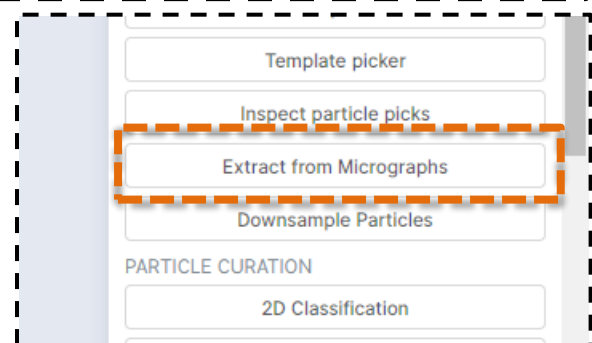 Template picker
Inspect particle picks
Extract from Micrographs
Downsample Particles
PARTICLE CURATION
2D Classification